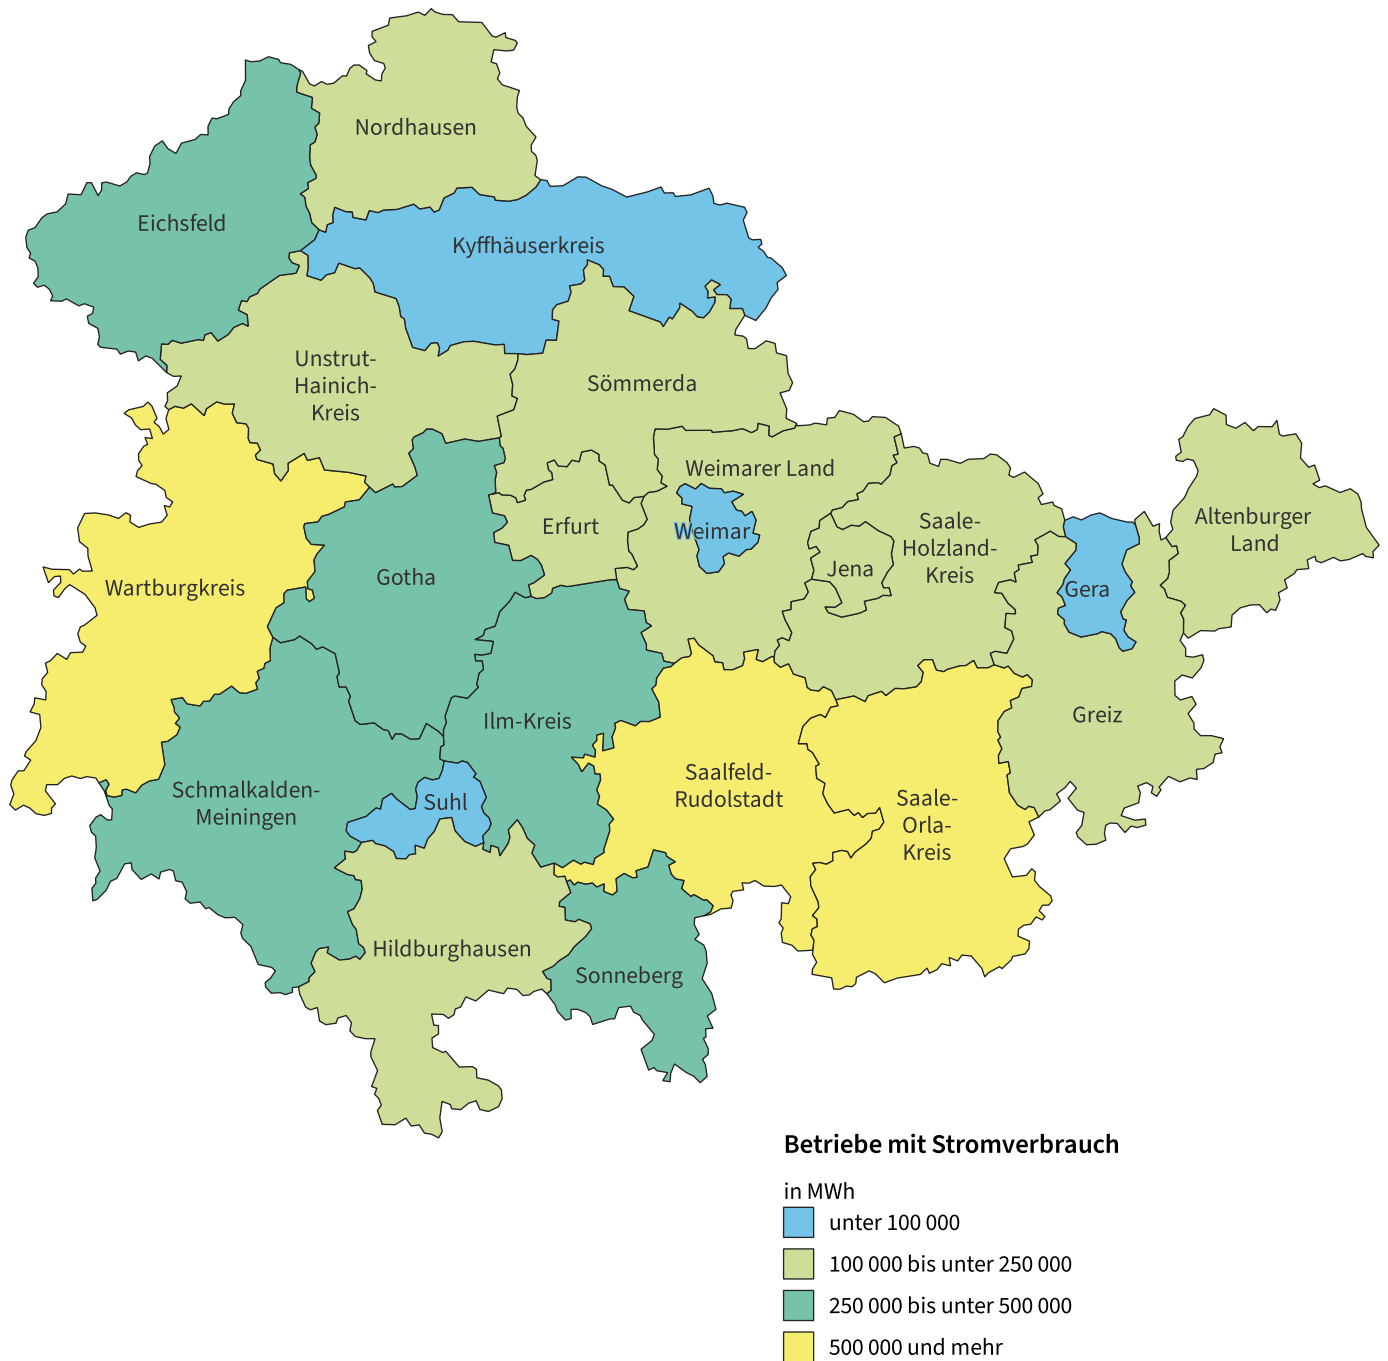 Nordhausen
Eichsfeld
Kyffhäuserkreis
Unstrut-
Hainich-
Kreis
Sömmerda
Weimarer Land
Weimar
Erfurt
Saale-
Holzland-
Kreis
Jena
Altenburger
Land
Gera
Wartburgkreis
Gotha
Ilm-Kreis
Greiz
Schmalkalden-
Meiningen
Suhl
Saalfeld-
Rudolstadt
Saale-
Orla-
Kreis
Hildburghausen
Sonneberg
Betriebe mit Stromverbrauch
in MWh
unter 100 000
100 000 bis unter 250 000
250 000 bis unter 500 000
500 000 und mehr